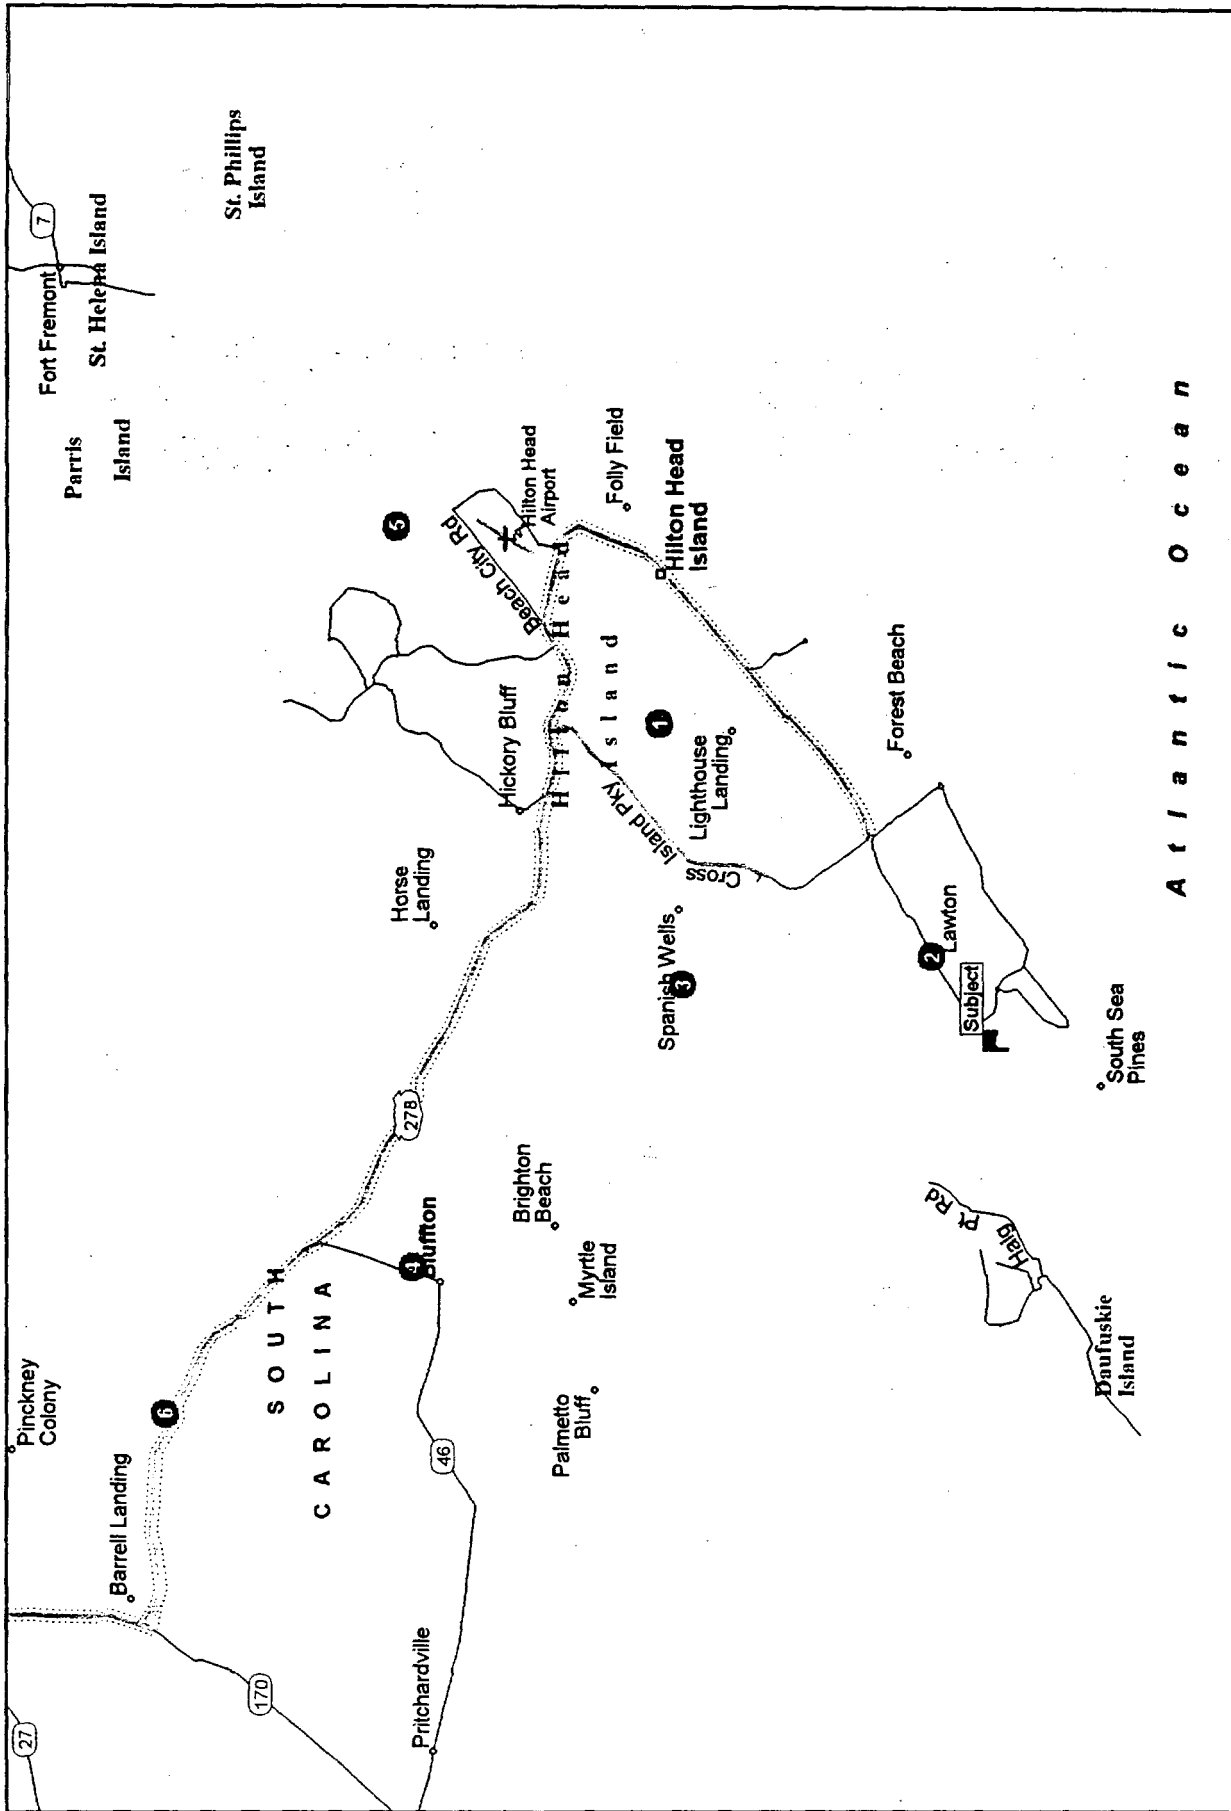 Pinckney
Colony
Barrell Landing
27
170
Pritchardville
46
6
SOUTH
CAROLINA
4
Bluffton
278
Palmetto
Bluff
Myrtle
Island
Brighton
Beach
Horse
Landing
Hickory Bluff
Spanish Wells
3
Cross
Island Pky
Lighthouse
Landing
1
Hilton Head
Island
Beach City Rd
5
Hilton Head
Airport
Folly Field
Hilton Head
Island
Forest Beach
2
Lawton
Subject
South Sea
Pines
Haig
Pt Rd
Daufuskie
Island
Parris
Island
Fort Fremont
7
St. Helena Island
St. Phillips
Island
Atlantic Ocean